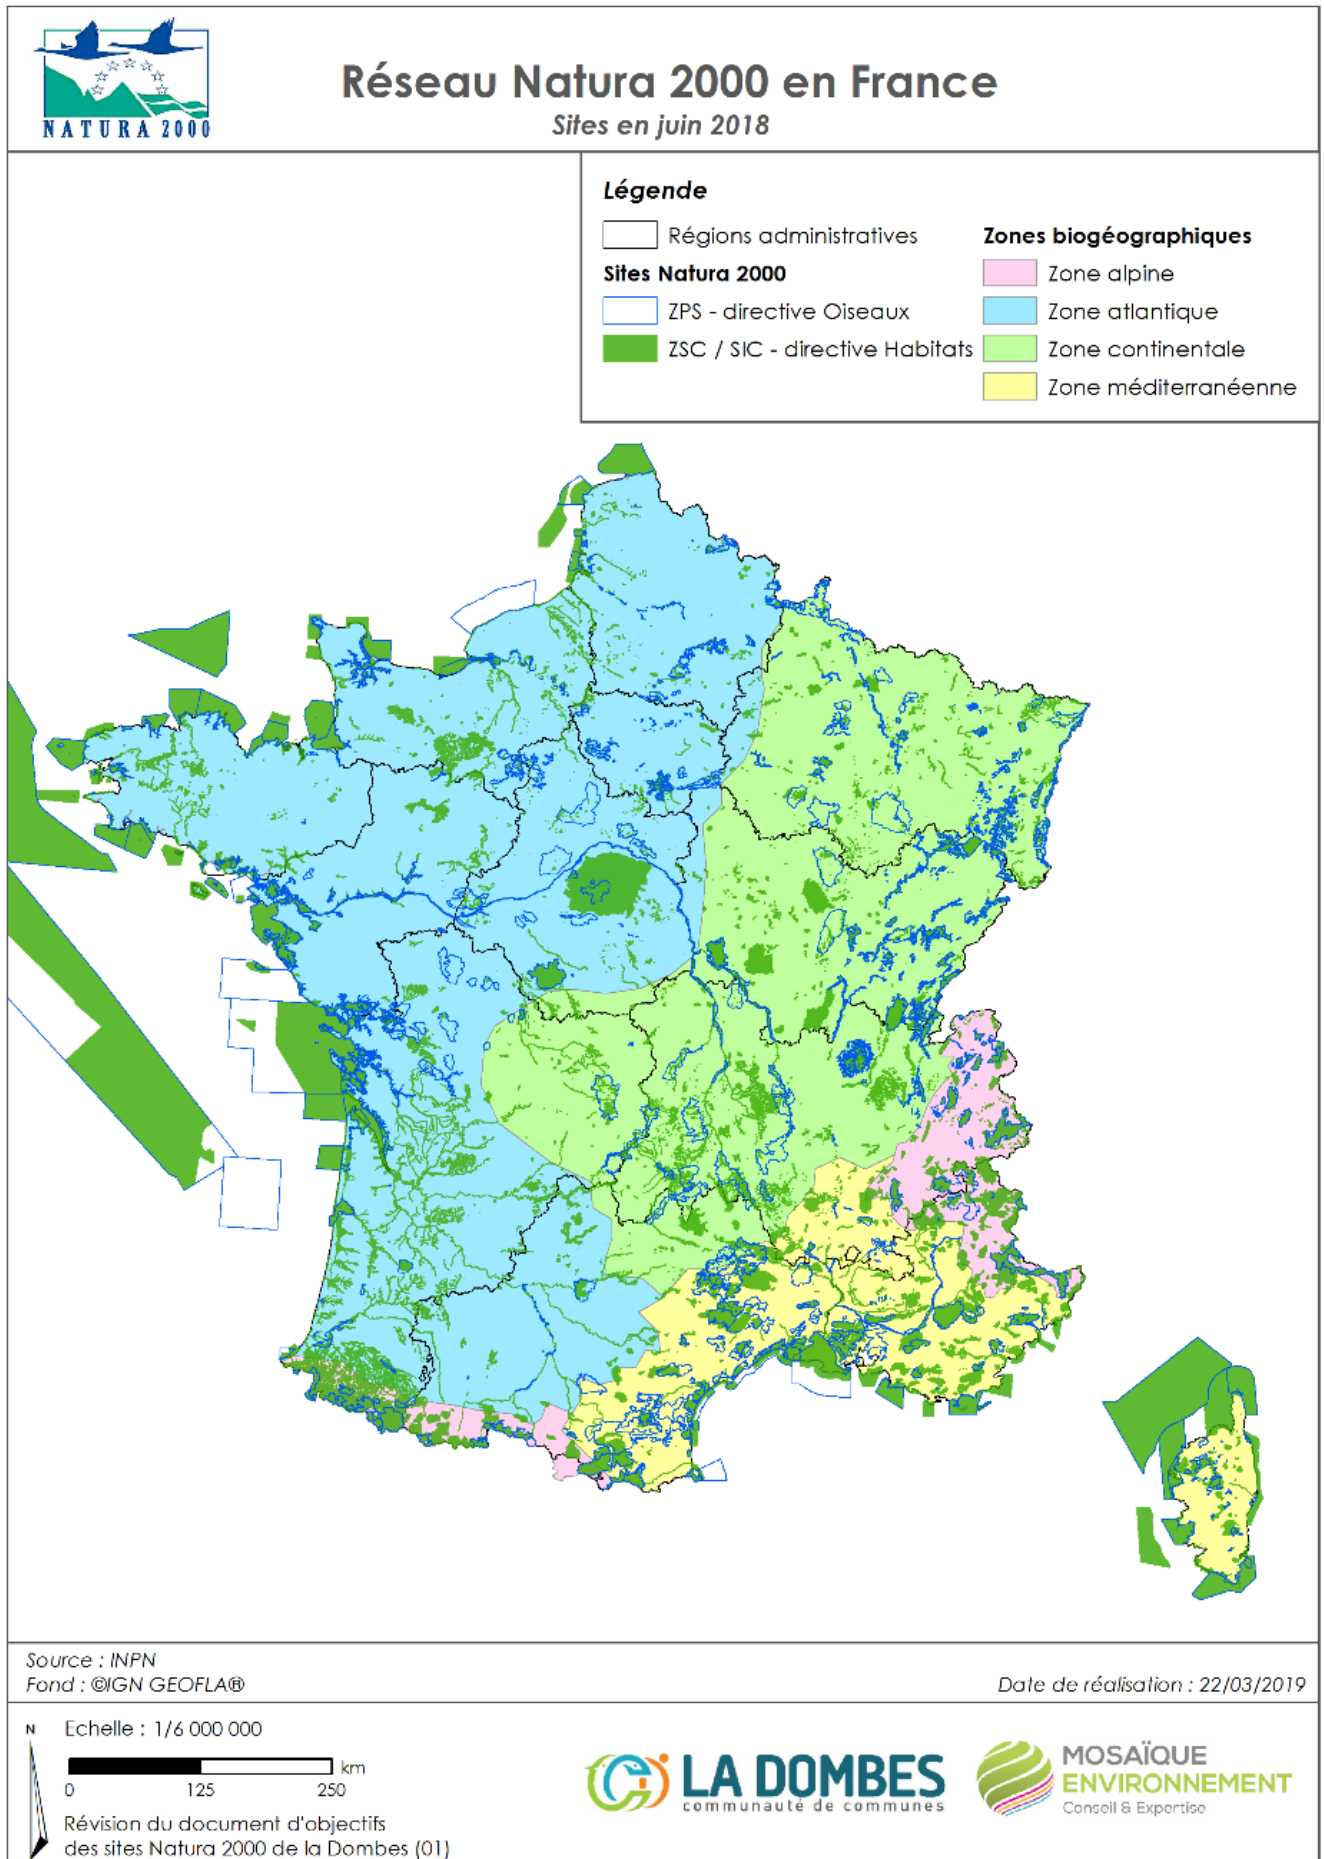 NATURA 2000
Réseau Natura 2000 en France
Sites en juin 2018
Légende
Régions administratives
Sites Natura 2000
ZPS - directive Oiseaux
ZSC / SIC - directive Habitats
Zones biogéographiques
Zone alpine
Zone atlantique
Zone continentale
Zone méditerranéenne
Source : INPN
Fond : ©IGN GEOFLA®
Date de réalisation : 22/03/2019
N
Echelle : 1/6 000 000
km
0 125 250
Révision du document d'objectifs
des sites Natura 2000 de la Dombes (01)
LA DOMBES
communauté de communes
MOSAÏQUE
ENVIRONNEMENT
Conseil & Expertise